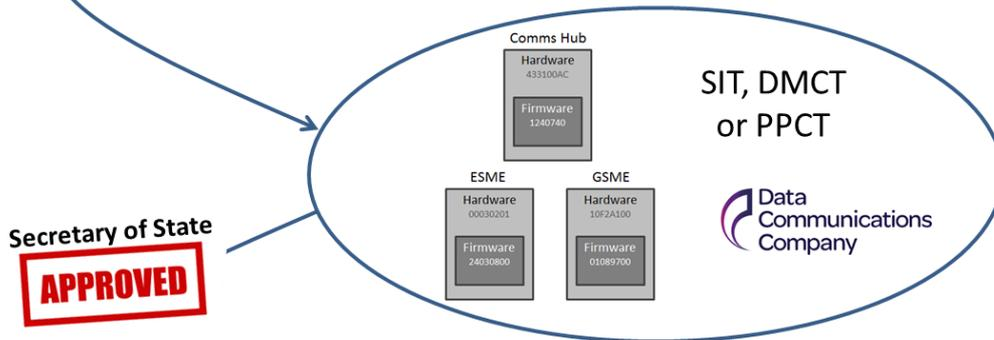 Comms Hub
Hardware
433100AC
Firmware
1240740
SIT, DMCT
or PPCT
ESME
Hardware
00030201
Firmware
24030800
GSME
Hardware
10F2A100
Firmware
01089700
Data
Communications
Company
Secretary of State
APPROVED